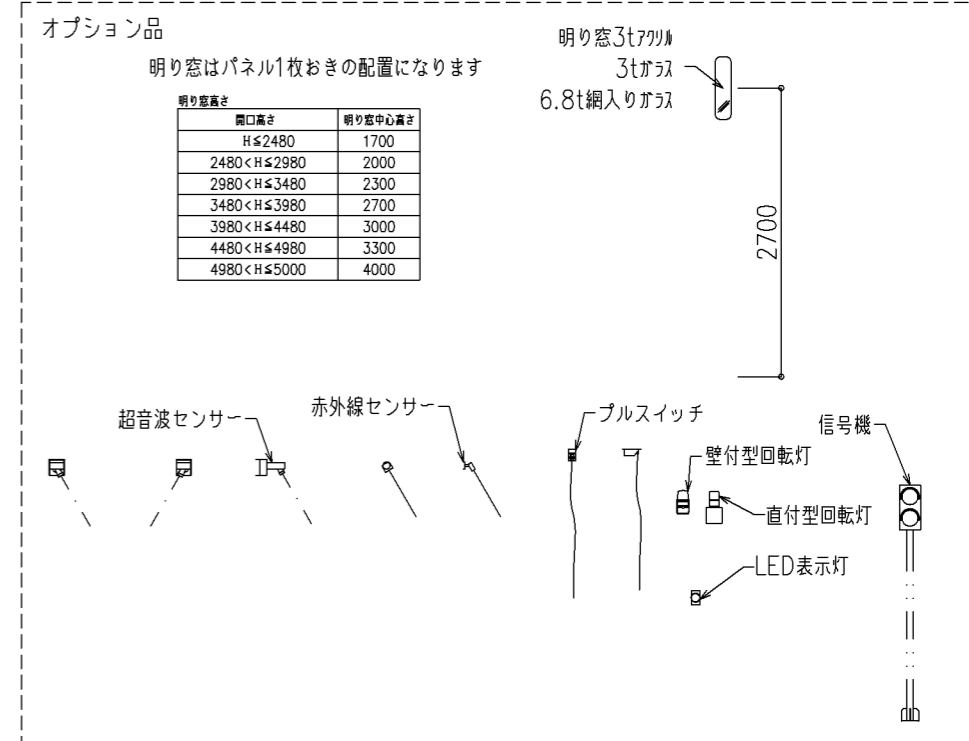 オプション品
明り窓3tｱｸﾘﾙ
3tｶﾞﾗｽ
6.8t網入りｶﾞﾗｽ
明り窓はパネル1枚おきの配置になります
明り窓高さ
開口高さ 明り窓中心高さ
H≦2480 1700
2480<H≦2980 2000
2980<H≦3480 2300
3480<H≦3980 2700
3980<H≦4480 3000
4480<H≦4980 3300
4980<H≦5000 4000
2700
超音波センサー
赤外線センサー
プルスイッチ
信号機
壁付型回転灯
直付型回転灯
LED表示灯